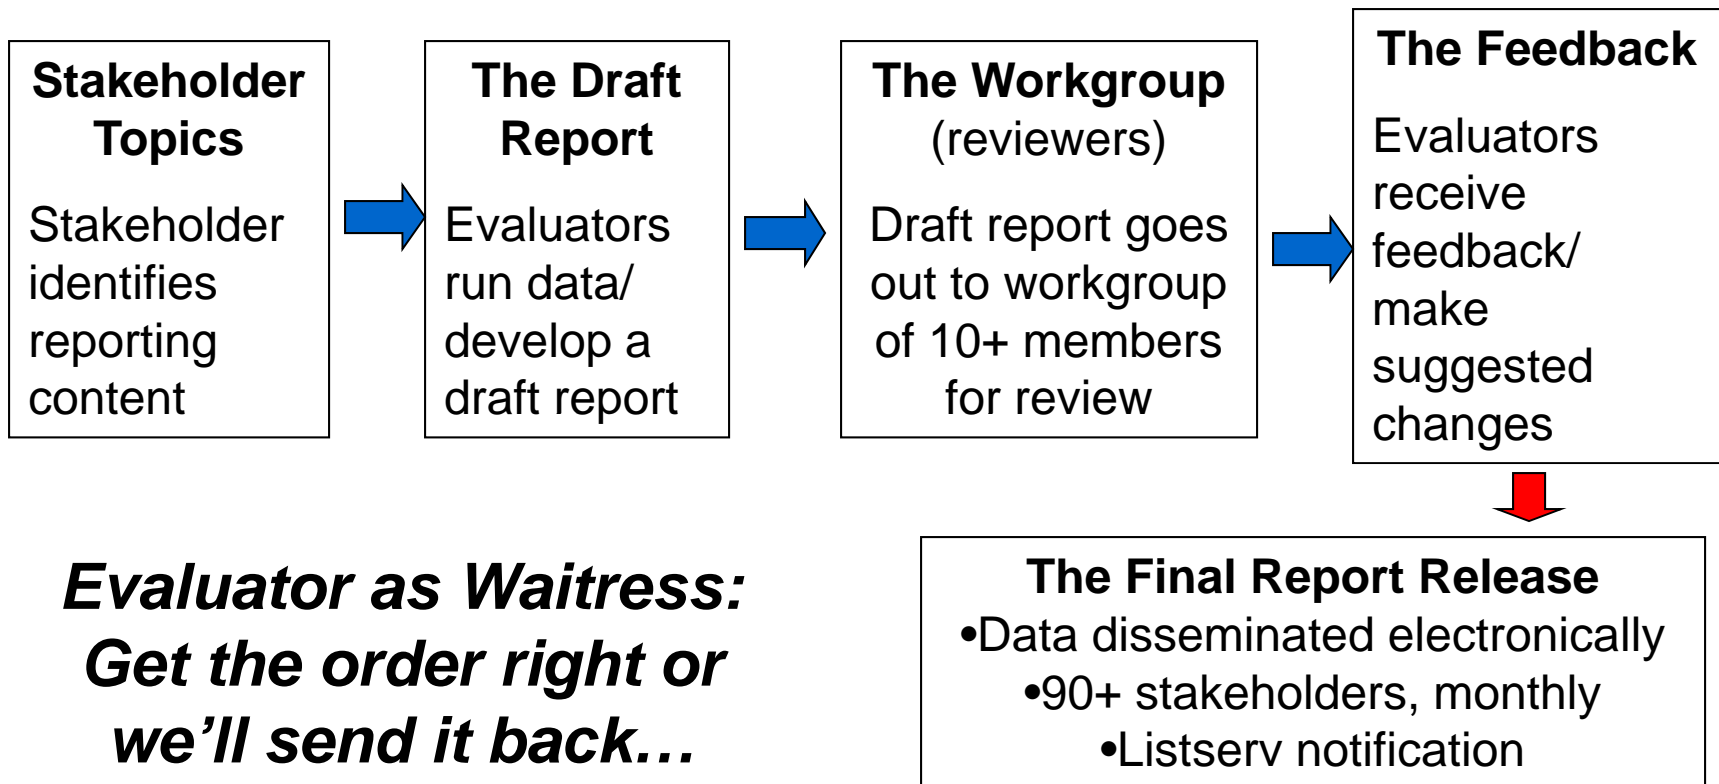 Stakeholder
Topics
Stakeholder
identifies
reporting
content
The Draft
Report
Evaluators
run data/
develop a
draft report
The Workgroup
(reviewers)
Draft report goes
out to workgroup
of 10+ members
for review
The Feedback
Evaluators
receive
feedback/
make
suggested
changes
Evaluator as Waitress:
Get the order right or
we’ll send it back…
The Final Report Release
•Data disseminated electronically
•90+ stakeholders, monthly
•Listserv notification